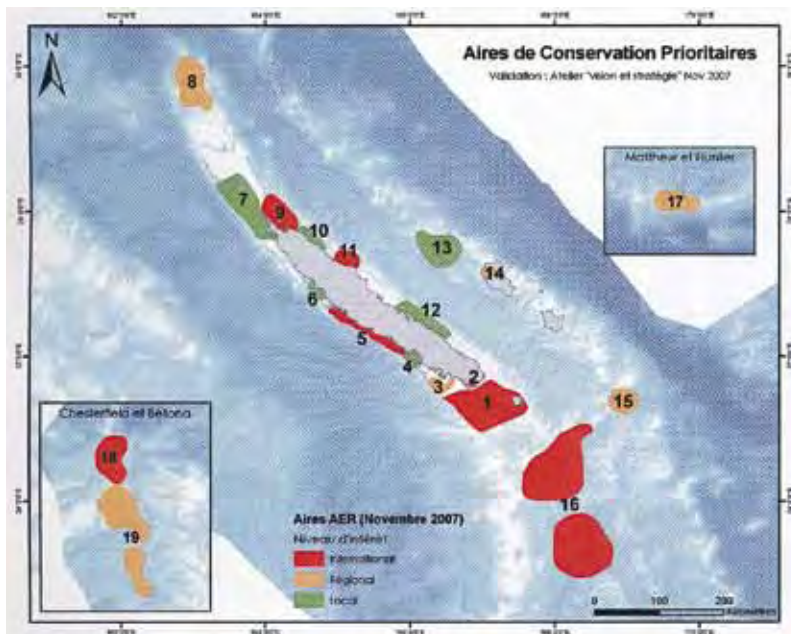 N
Aires de Conservation Prioritaires
Validation : Atelier "Vision et stratégie" Nov 2007
8
Matthew et Hunter
17
7
9
10
11
13
14
6
12
5
4
3
2
1
15
Chesterfield et Bellona
18
19
16
Aires AER (Novembre 2007)
Niveau d'intérêt
International
Régional
Local
0 100 200
Kilomètres